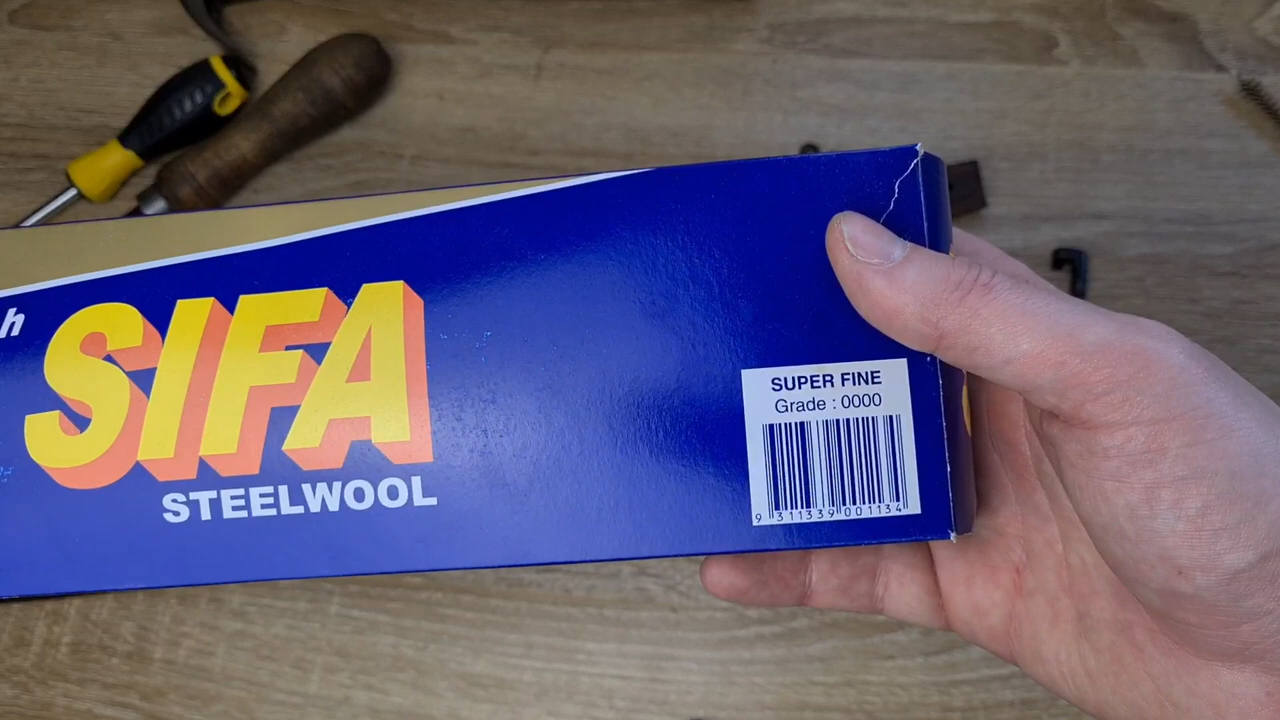 h
SIFA
STEELWOOL
SUPER FINE
Grade : 0000
9 311339 001134